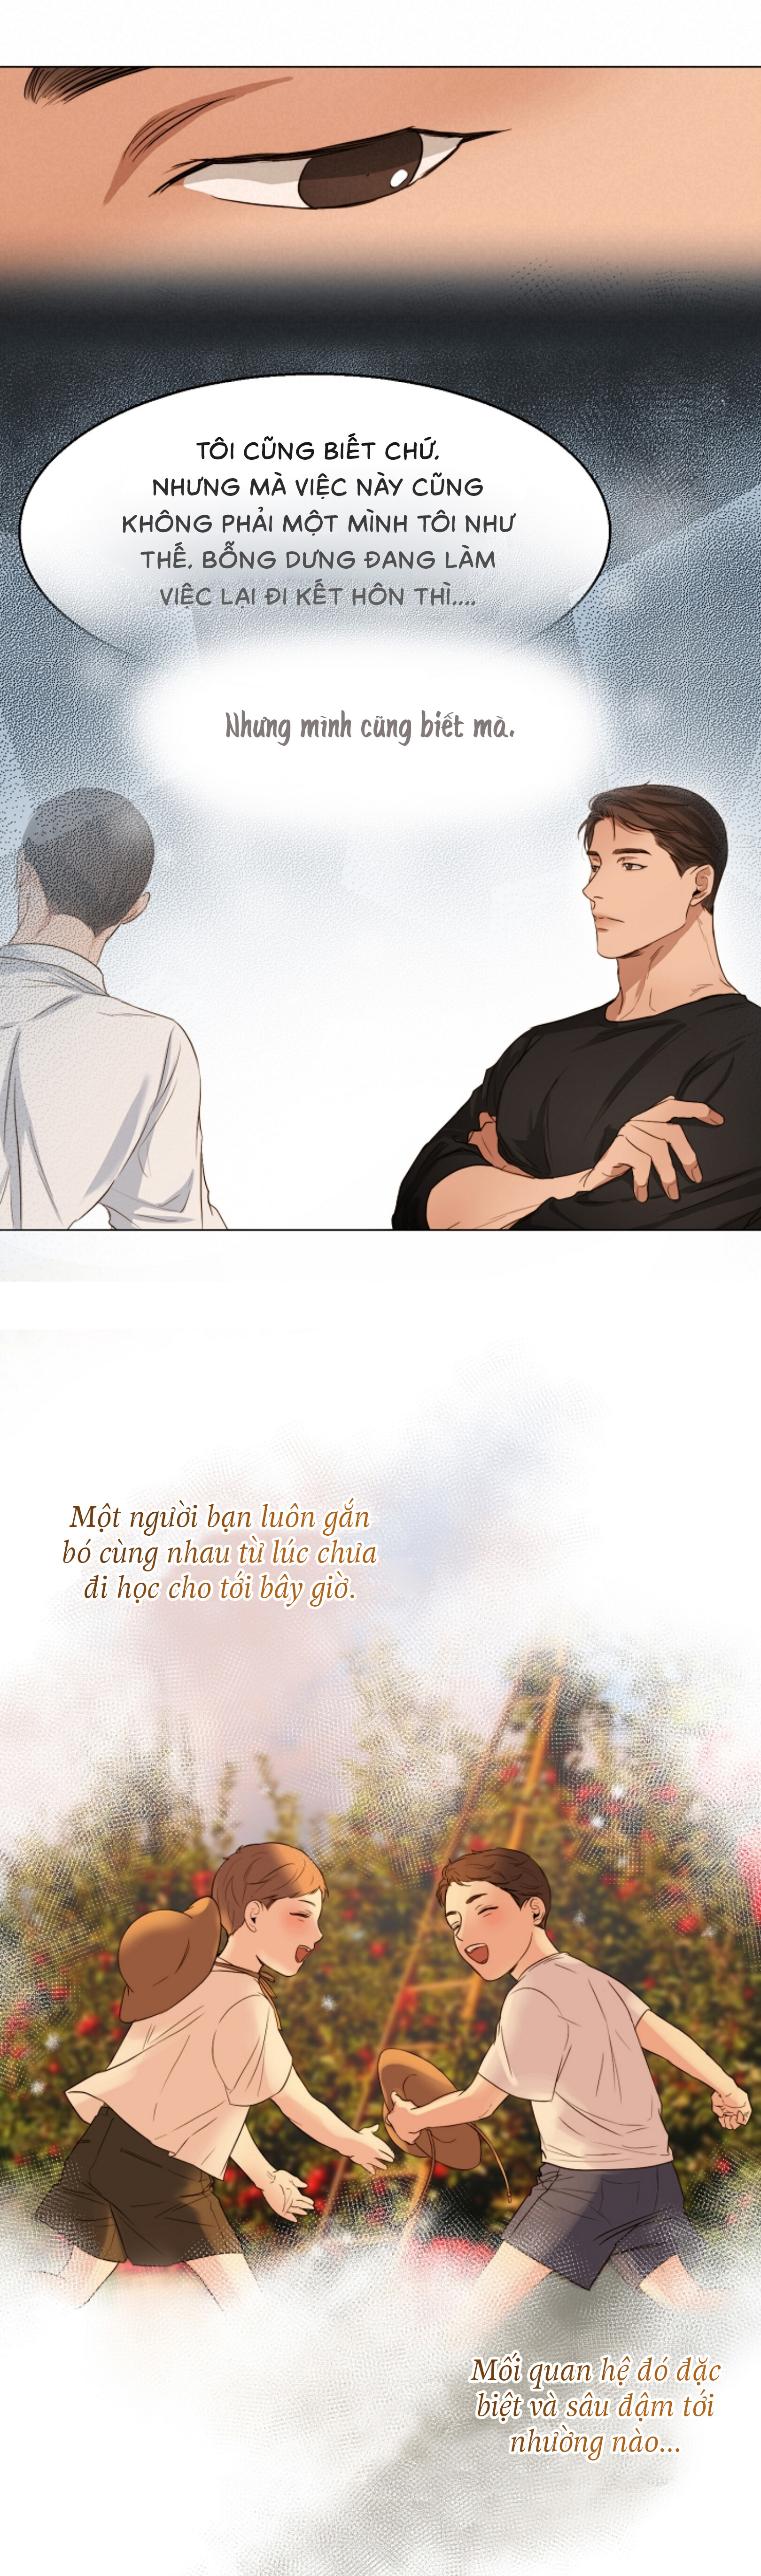 TÔI CŨNG BIẾT CHỨ.
NHƯNG MÀ VIỆC NÀY CŨNG
KHÔNG PHẢI MỘT MÌNH TÔI NHƯ
THẾ. BỖNG DƯNG ĐANG LÀM
VIỆC LẠI ĐI KẾT HÔN THÌ....
Nhưng mình cũng biết mà.
Một người bạn luôn gắn
bó cùng nhau từ lúc chưa
đi học cho tới bây giờ.
Mối quan hệ đó đặc
biệt và sâu đậm tới
nhường nào...